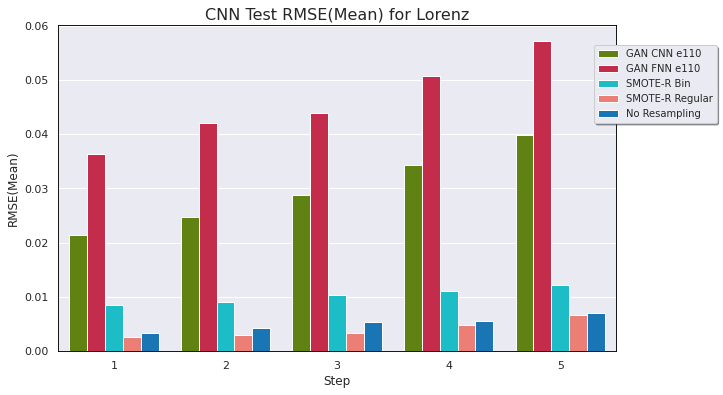 CNN Test RMSE(Mean) for Lorenz
0.06
0.05
0.04
0.03
0.02
0.01
0.00
RMSE(Mean)
1 2 3 4 5
Step
GAN CNN e110
GAN FNN e110
SMOTE-R Bin
SMOTE-R Regular
No Resampling